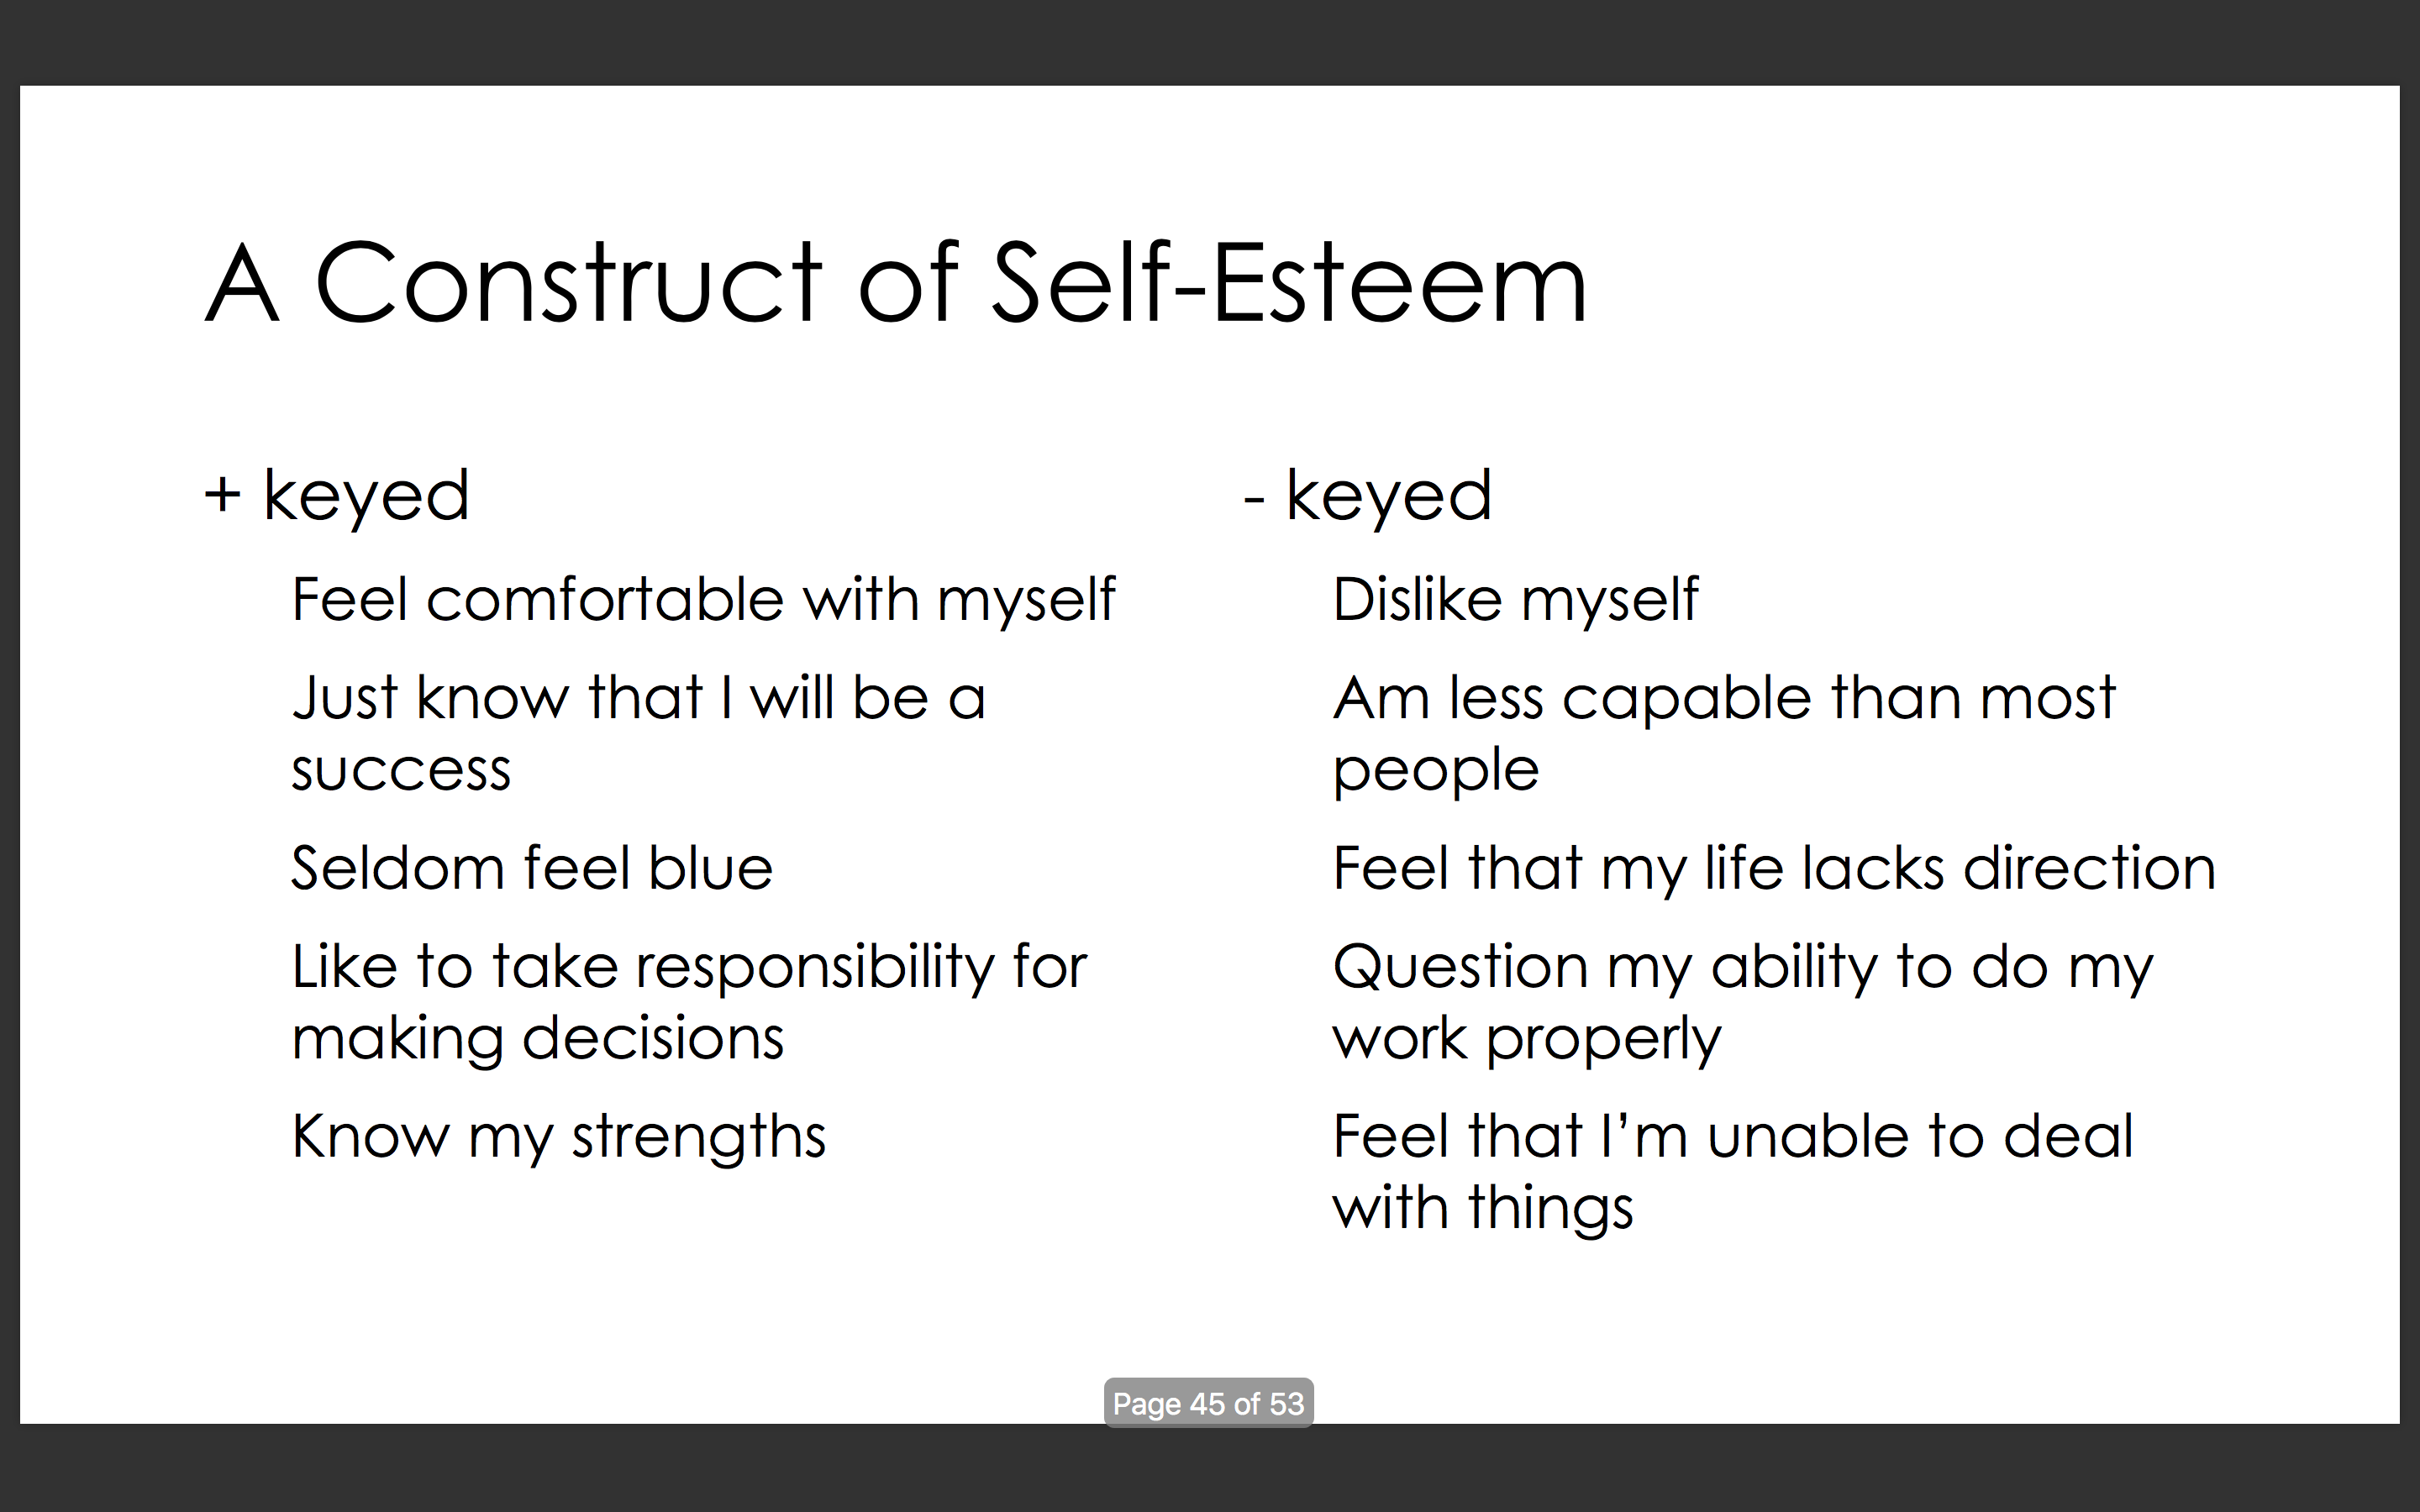 A Construct of Self-Esteem
+ keyed
Feel comfortable with myself
Just know that I will be a
success
Seldom feel blue
Like to take responsibility for
making decisions
Know my strengths
- keyed
Dislike myself
Am less capable than most
people
Feel that my life lacks direction
Question my ability to do my
work properly
Feel that I’m unable to deal
with things
Page 45 of 53